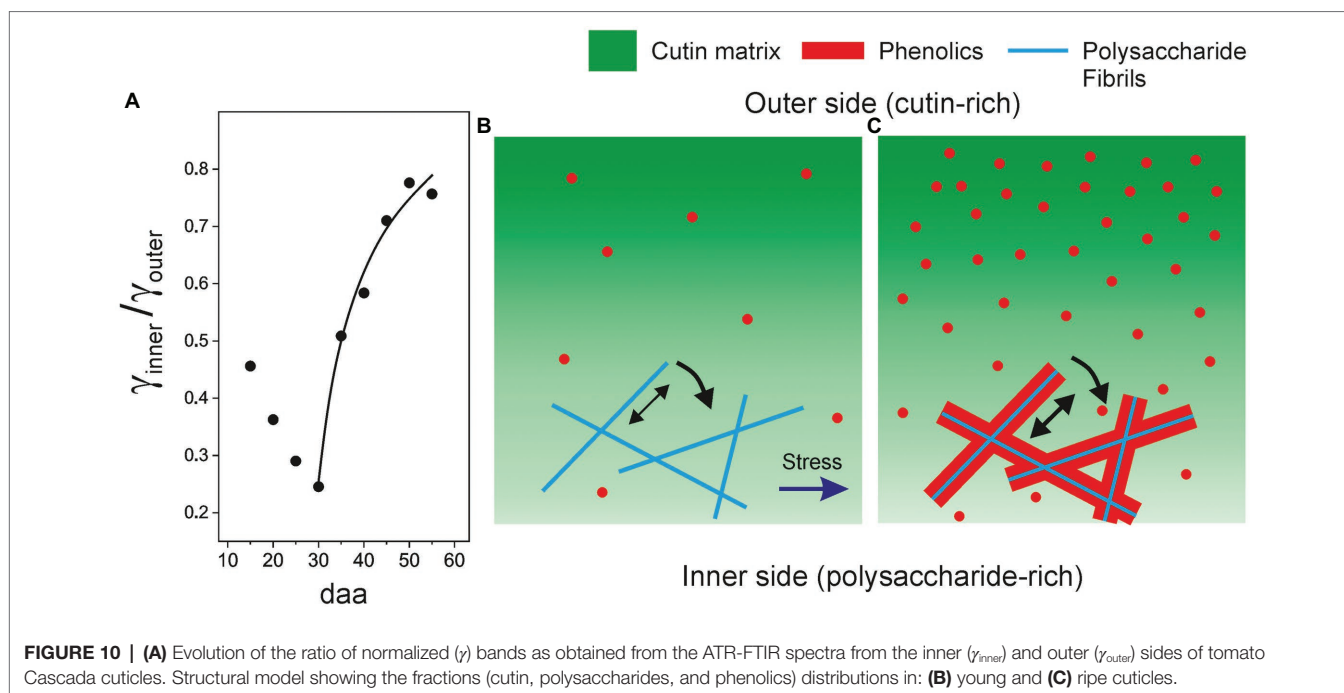 Cutin matrix Phenolics Polysaccharide
Fibrils
Outer side (cutin-rich)
A
B
C
γinner/γouter
0.8
0.7
0.6
0.5
0.4
0.3
0.2
10 20 30 40 50 60
daa
Stress
Inner side (polysaccharide-rich)
FIGURE 10 | (A) Evolution of the ratio of normalized (γ) bands as obtained from the ATR-FTIR spectra from the inner (γinner) and outer (γouter) sides of tomato
Cascada cuticles. Structural model showing the fractions (cutin, polysaccharides, and phenolics) distributions in: (B) young and (C) ripe cuticles.